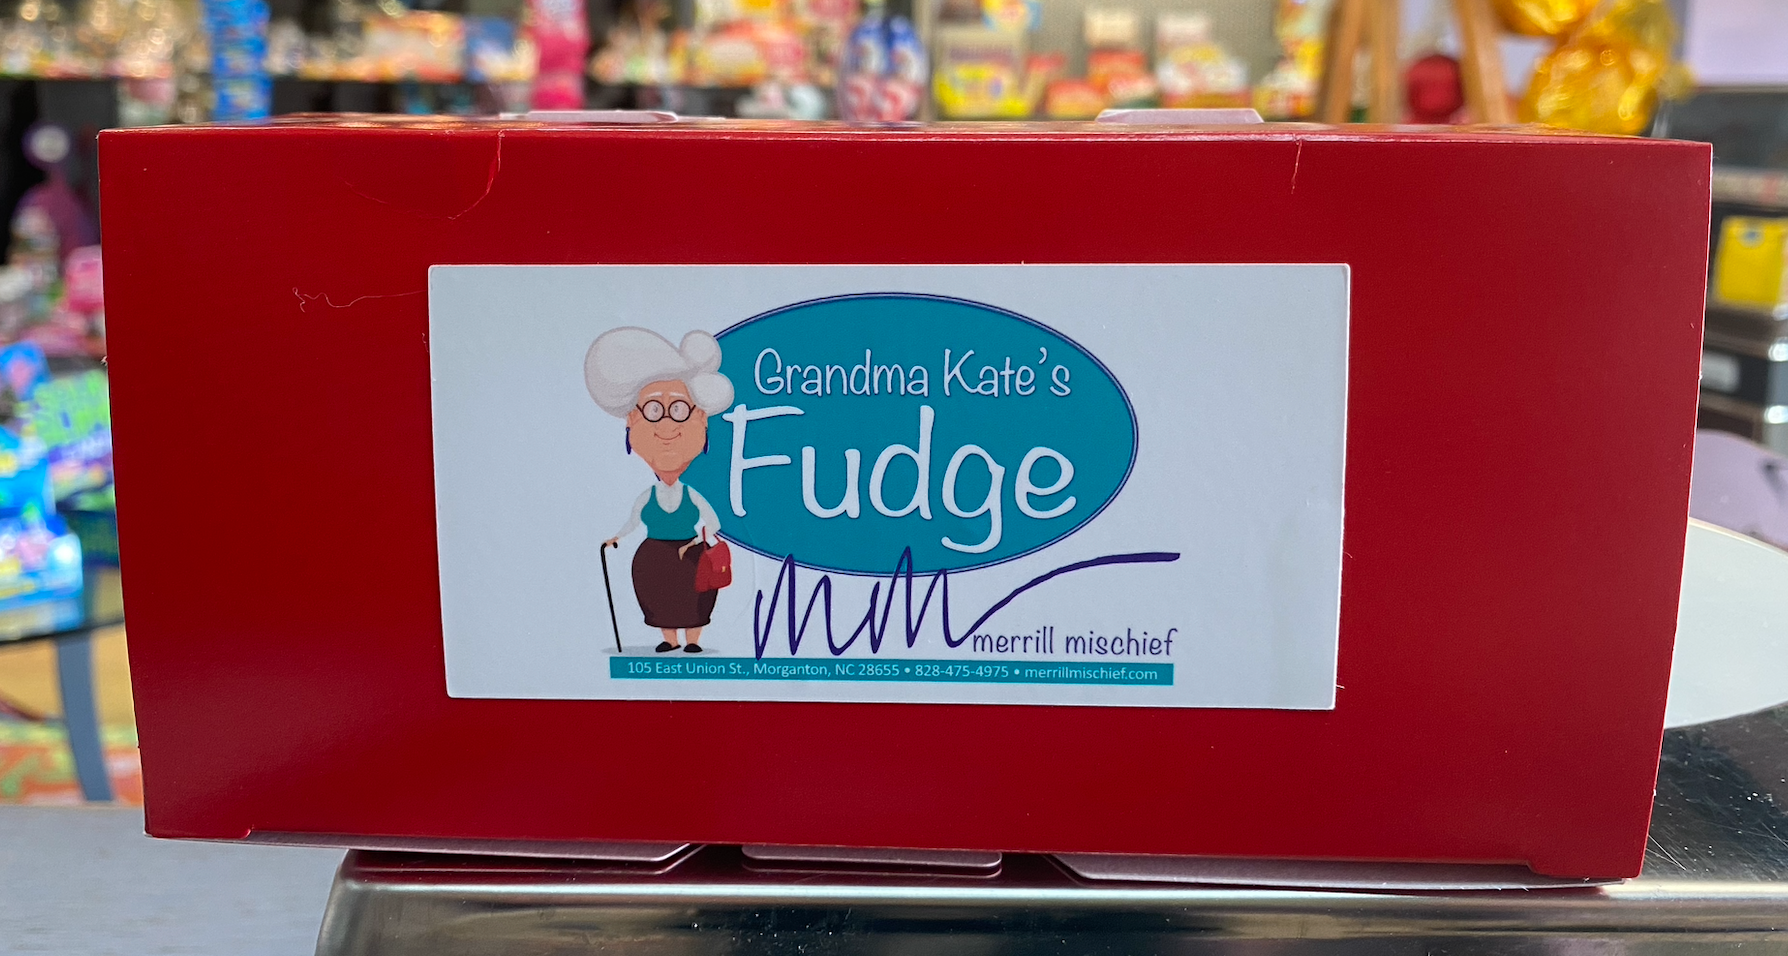 Grandma Kate's
Fudge
mm
merrill mischief
105 East Union St., Morganton, NC 28655 • 828-475-4975 • merrillmischief.com